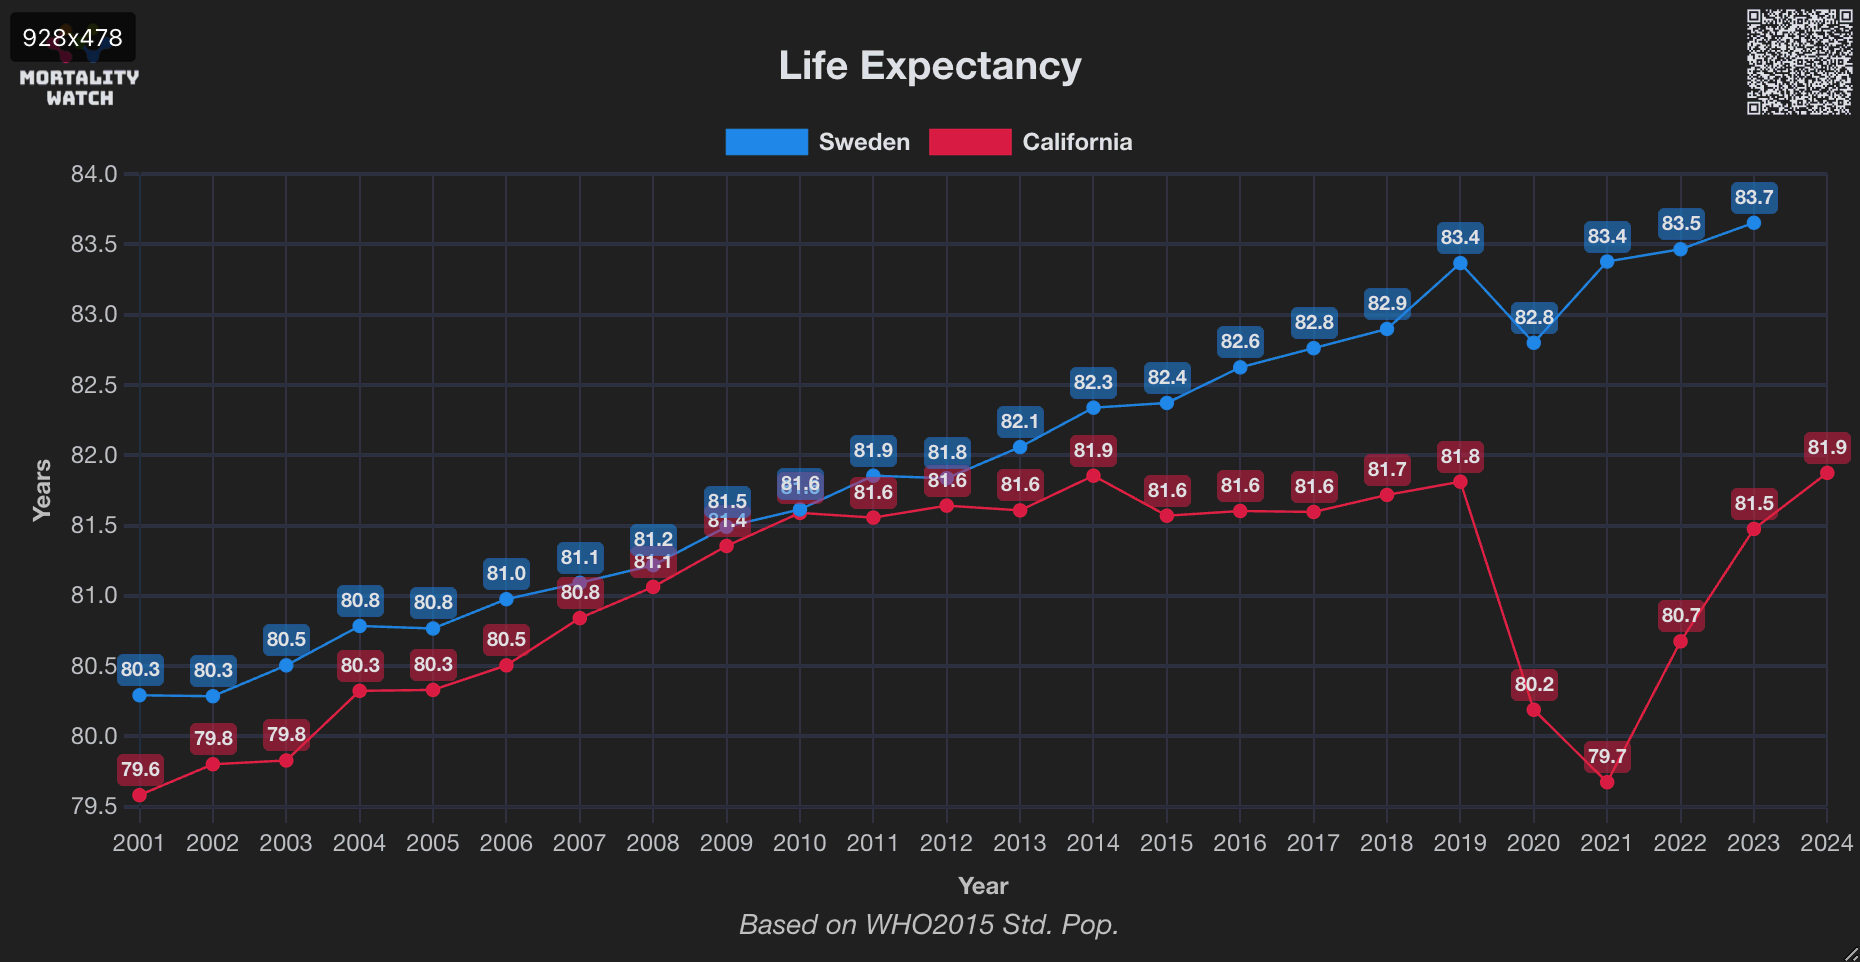 928x478
MORTALITY
WATCH
Life Expectancy
Sweden California
84.0
83.5
83.0
82.5
82.0
81.5
81.0
80.5
80.0
79.5
Years
80.3 80.3 80.5 80.8 80.8 81.0 81.1 81.2 81.5 81.6 81.9 81.8 82.1 82.3 82.4 82.6 82.8 82.9 83.4 82.8 83.4 83.5 83.7
79.6 79.8 79.8 80.3 80.3 80.5 80.8 81.1 81.4 81.6 81.6 81.6 81.9 81.6 81.6 81.6 81.7 81.8 80.2 79.7 80.7 81.5 81.9
2001 2002 2003 2004 2005 2006 2007 2008 2009 2010 2011 2012 2013 2014 2015 2016 2017 2018 2019 2020 2021 2022 2023 2024
Year
Based on WHO2015 Std. Pop.